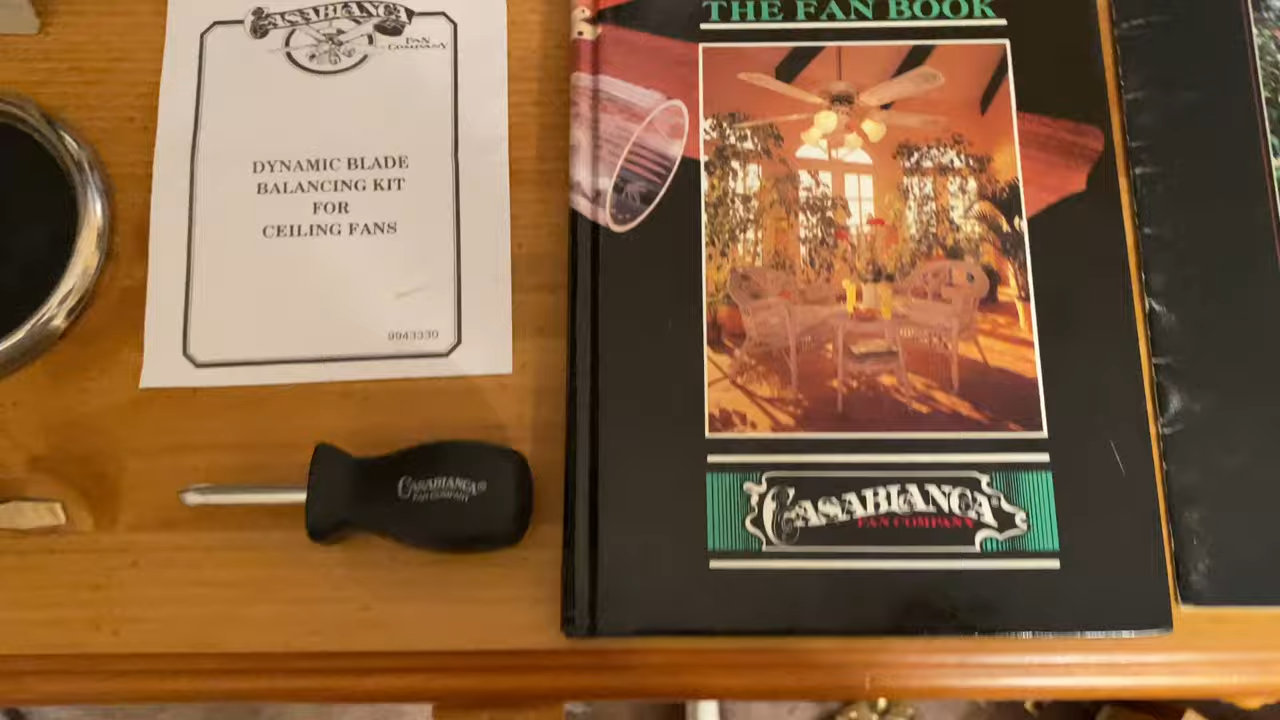 CASABLANCA
FAN
COMPANY
DYNAMIC BLADE
BALANCING KIT
FOR
CEILING FANS
9943330
CASABLANCA®
FAN COMPANY
THE FAN BOOK
CASABLANCA
FAN COMPANY